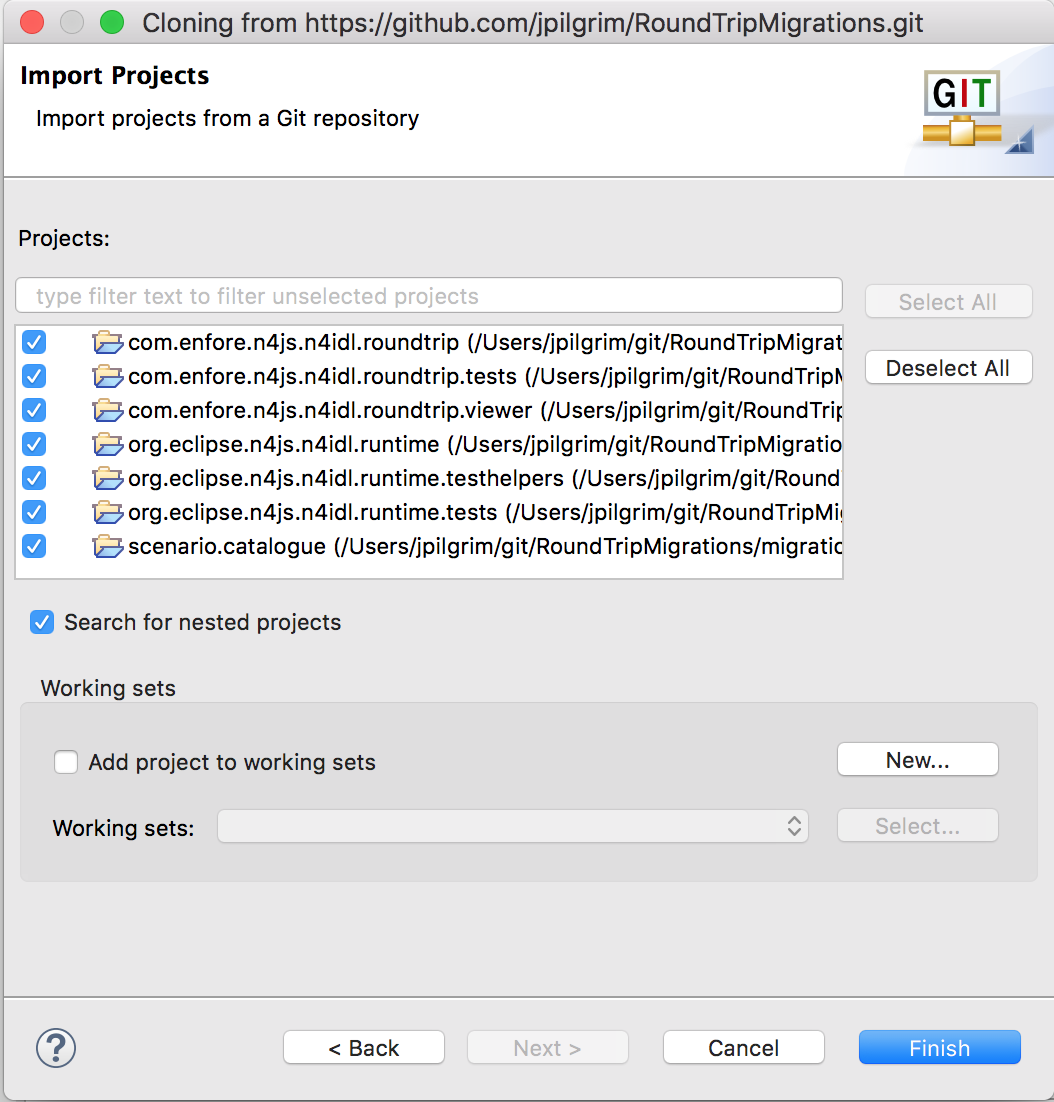 Cloning from https://github.com/jpilgrim/RoundTripMigrations.git
Import Projects
Import projects from a Git repository
GIT
Projects:
type filter text to filter unselected projects
Select All
com.enfore.n4js.n4idl.roundtrip (/Users/jpilgrim/git/RoundTripMigrat
com.enfore.n4js.n4idl.roundtrip.tests (/Users/jpilgrim/git/RoundTripM
Deselect All
com.enfore.n4js.n4idl.roundtrip.viewer (/Users/jpilgrim/git/RoundTrip
org.eclipse.n4js.n4idl.runtime (/Users/jpilgrim/git/RoundTripMigratio
org.eclipse.n4js.n4idl.runtime.testhelpers (/Users/jpilgrim/git/Round
org.eclipse.n4js.n4idl.runtime.tests (/Users/jpilgrim/git/RoundTripMi
scenario.catalogue (/Users/jpilgrim/git/RoundTripMigrations/migratio
Search for nested projects
Working sets
Add project to working sets
New...
Working sets:
Select...
?
< Back
Next >
Cancel
Finish